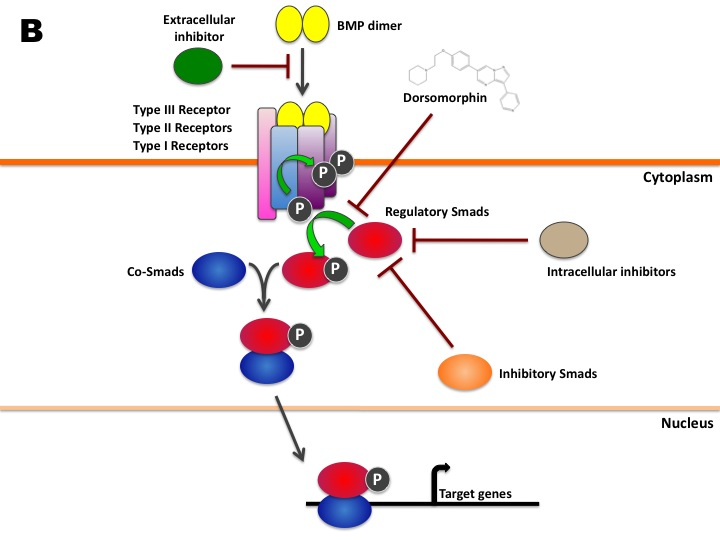 B
Extracellular
inhibitor
BMP dimer
Dorsomorphin
Type III Receptor
Type II Receptors
Type I Receptors
P
P
Cytoplasm
P
Regulatory Smads
Co-Smads
P
Intracellular inhibitors
P
Inhibitory Smads
Nucleus
P
Target genes